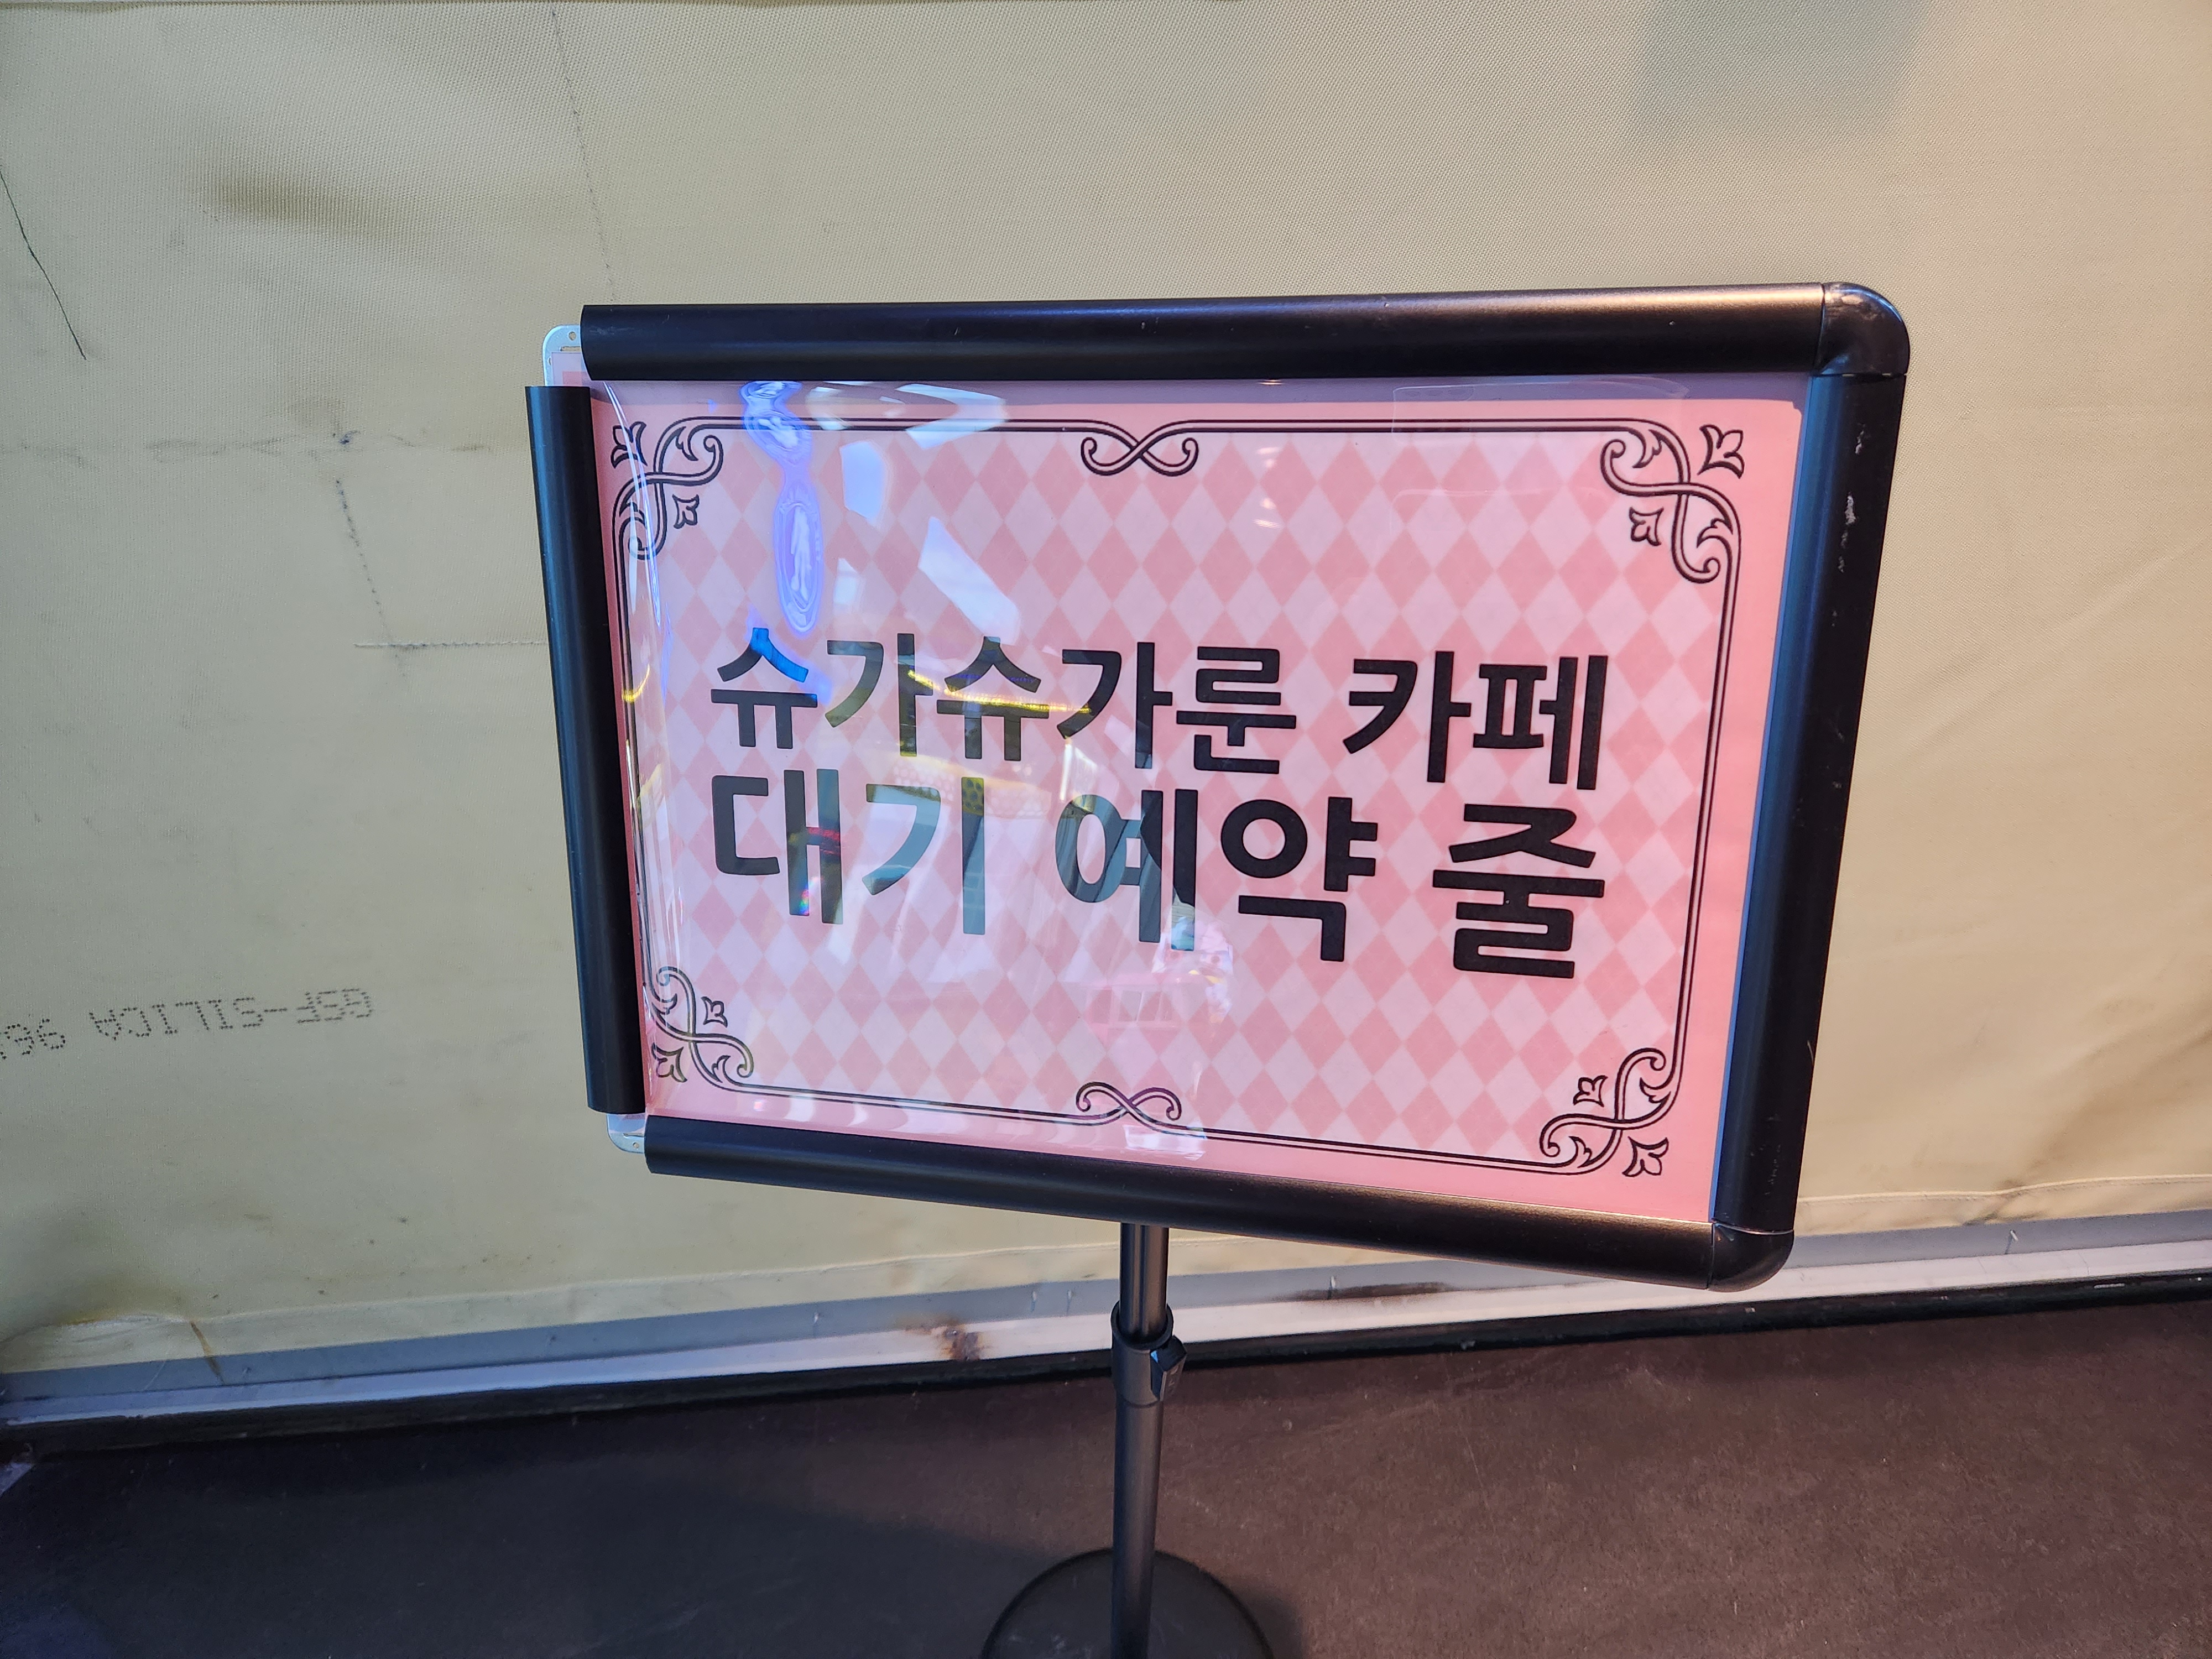 슈가슈가룬 카페
대기 예약 줄